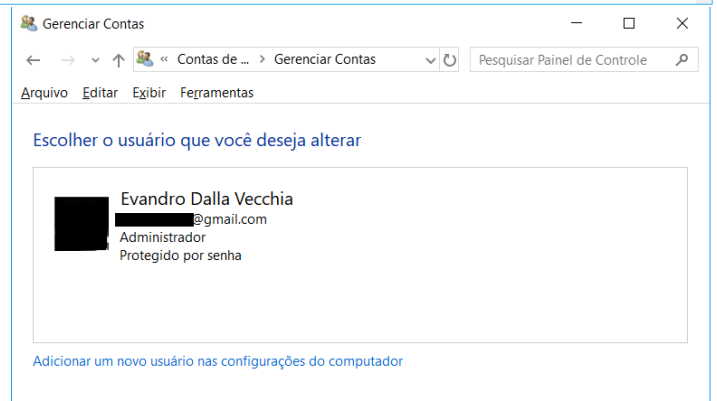 Gerenciar Contas
« Contas de ... > Gerenciar Contas
Pesquisar Painel de Controle
Arquivo Editar Exibir Ferramentas
Escolher o usuário que você deseja alterar
Evandro Dalla Vecchia
@gmail.com
Administrador
Protegido por senha
Adicionar um novo usuário nas configurações do computador